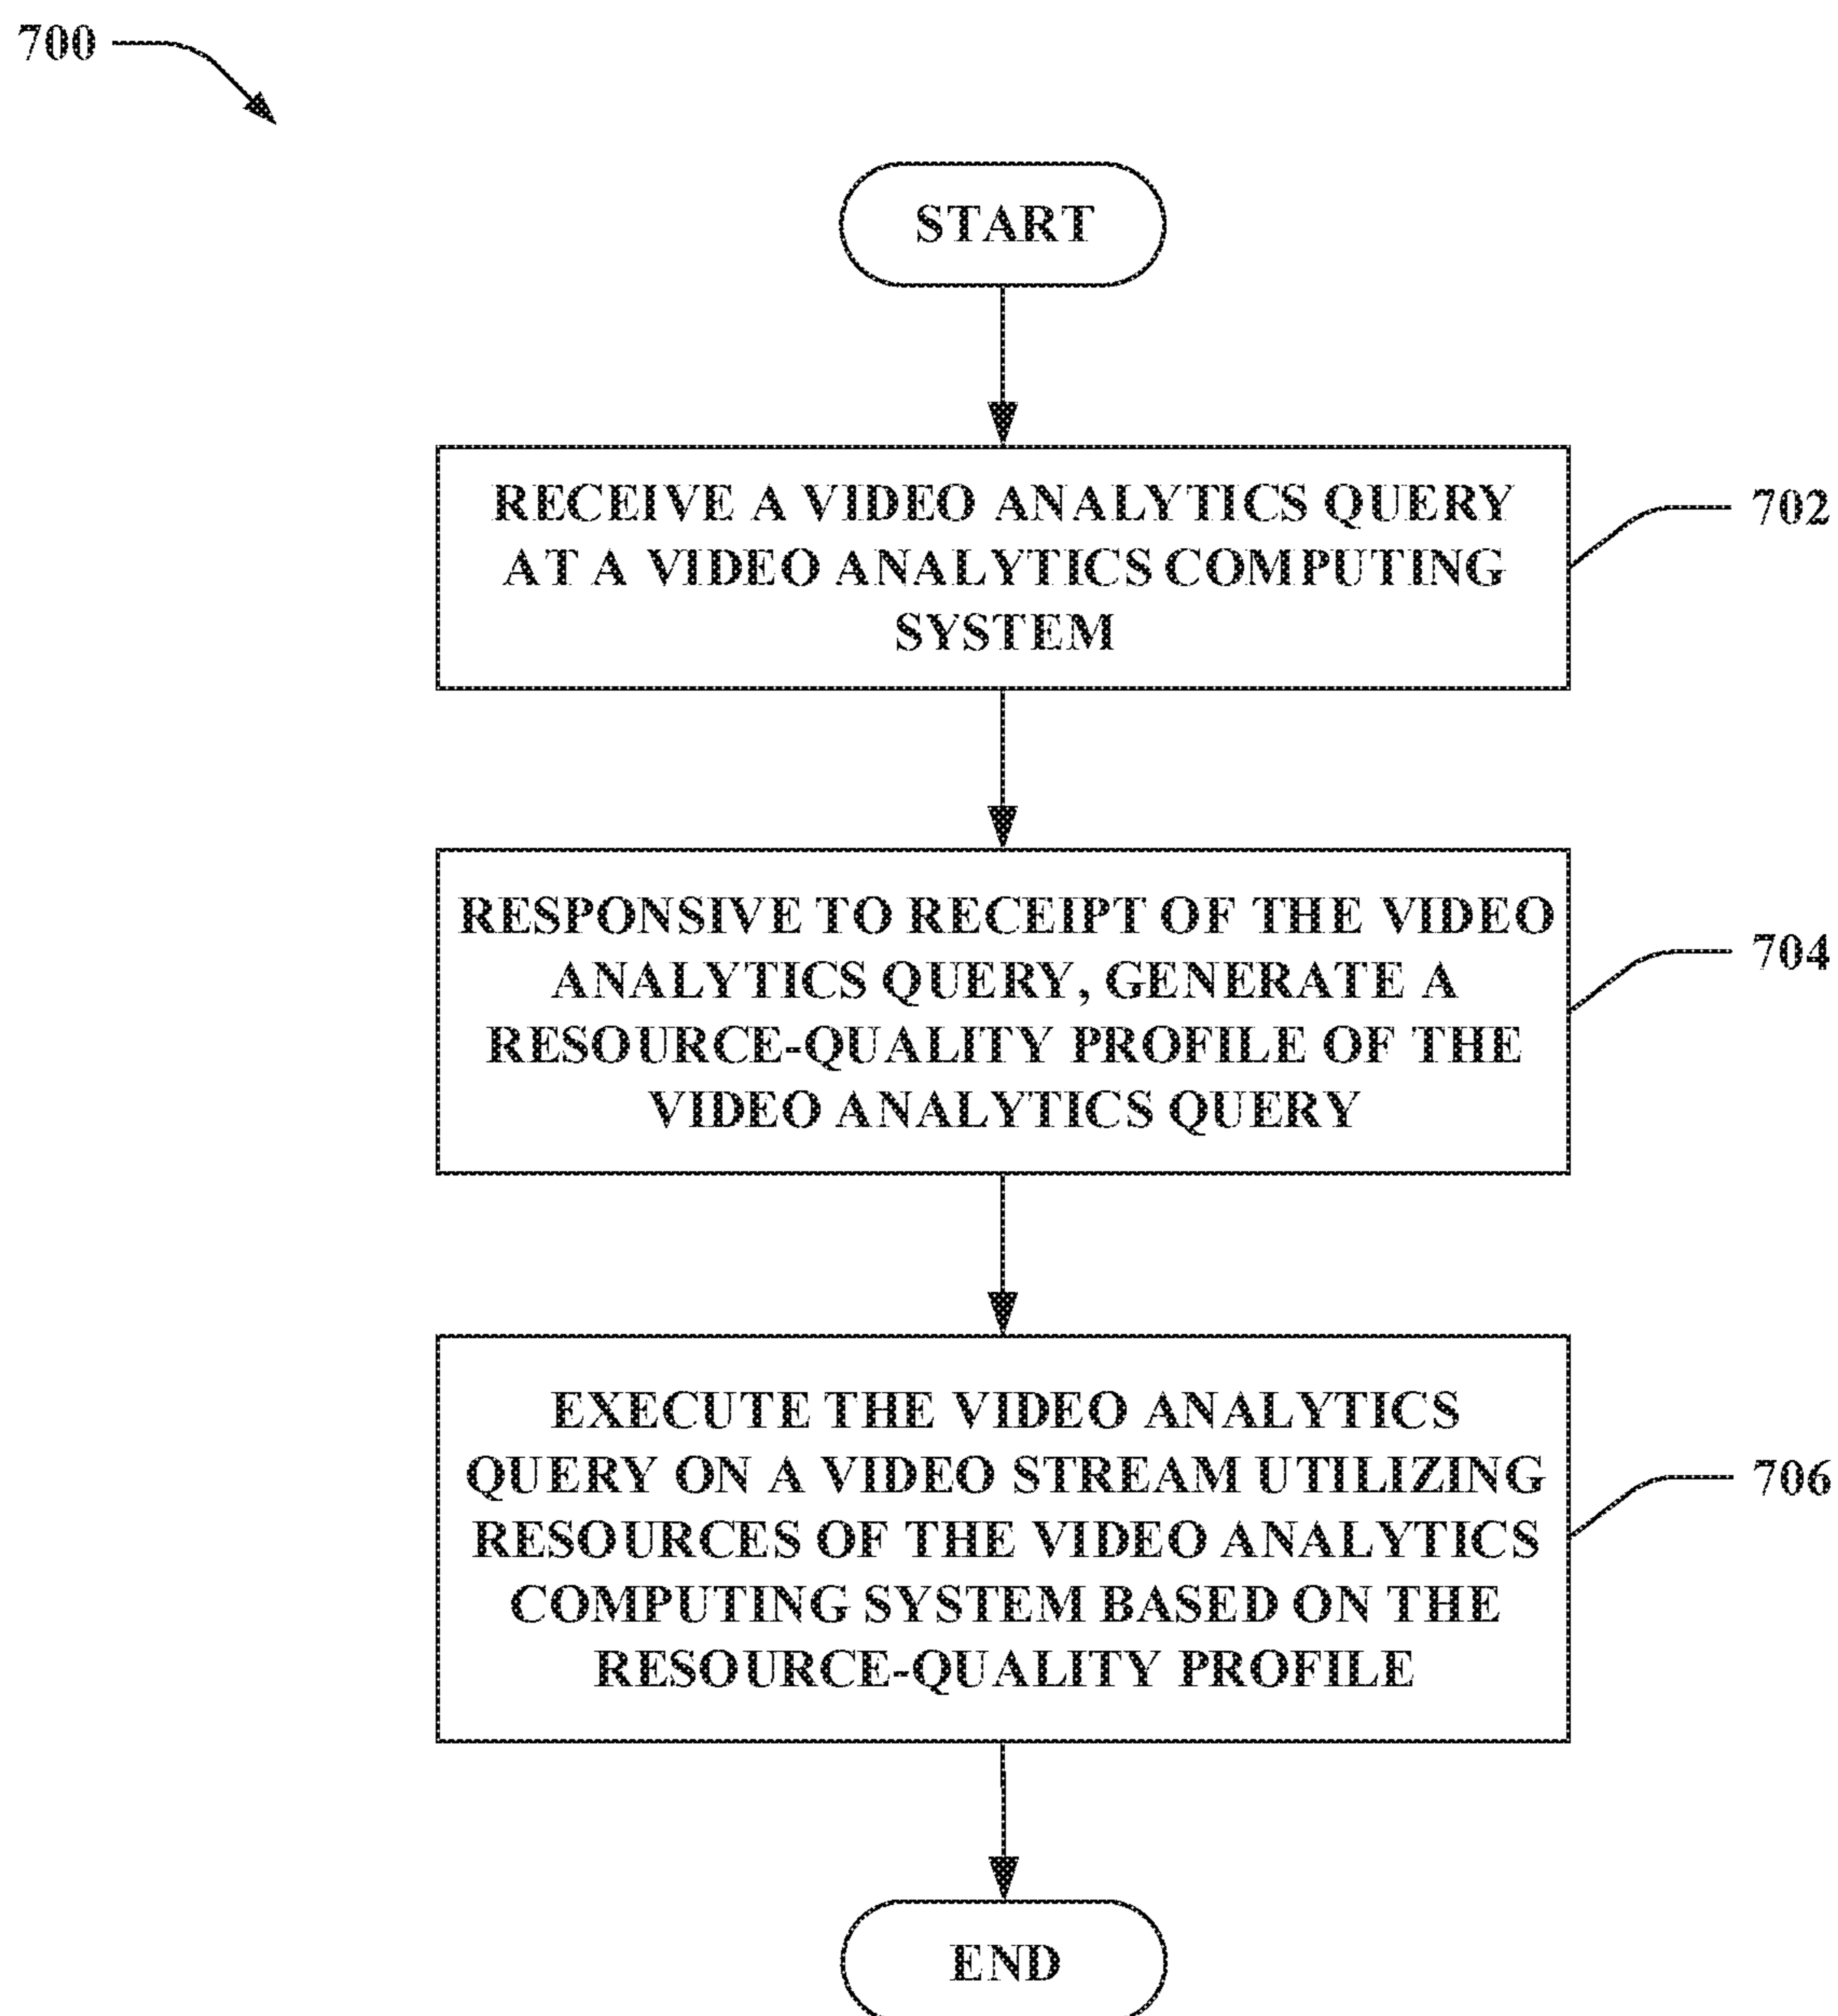 700
START
RECEIVE A VIDEO ANALYTICS QUERY
AT A VIDEO ANALYTICS COMPUTING
SYSTEM
702
RESPONSIVE TO RECEIPT OF THE VIDEO
ANALYTICS QUERY, GENERATE A
RESOURCE-QUALITY PROFILE OF THE
VIDEO ANALYTICS QUERY
704
EXECUTE THE VIDEO ANALYTICS
QUERY ON A VIDEO STREAM UTILIZING
RESOURCES OF THE VIDEO ANALYTICS
COMPUTING SYSTEM BASED ON THE
RESOURCE-QUALITY PROFILE
706
END